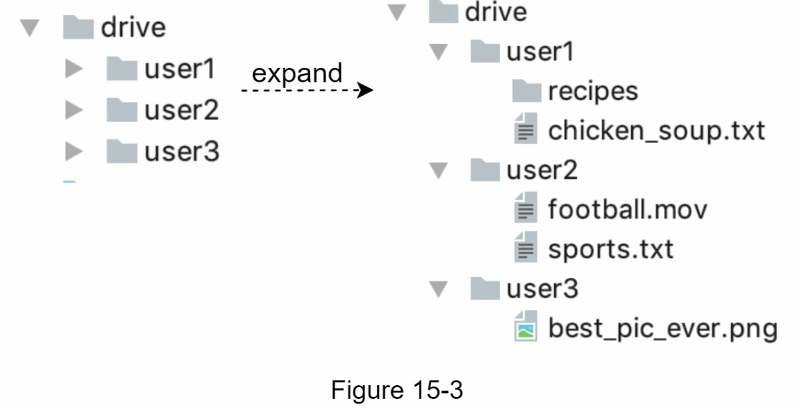 drive
user1
user2
user3
expand
drive
user1
recipes
chicken_soup.txt
user2
football.mov
sports.txt
user3
best_pic_ever.png
Figure 15-3